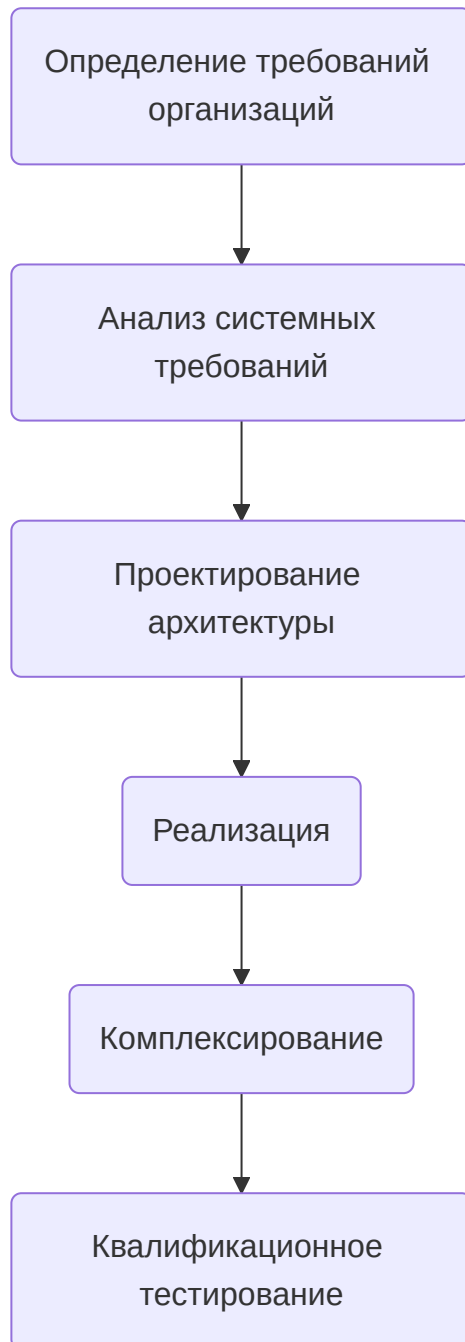 Определение требований
организаций
Анализ системных
требований
Проектирование
архитектуры
Реализация
Комплексирование
Квалификационное
тестирование